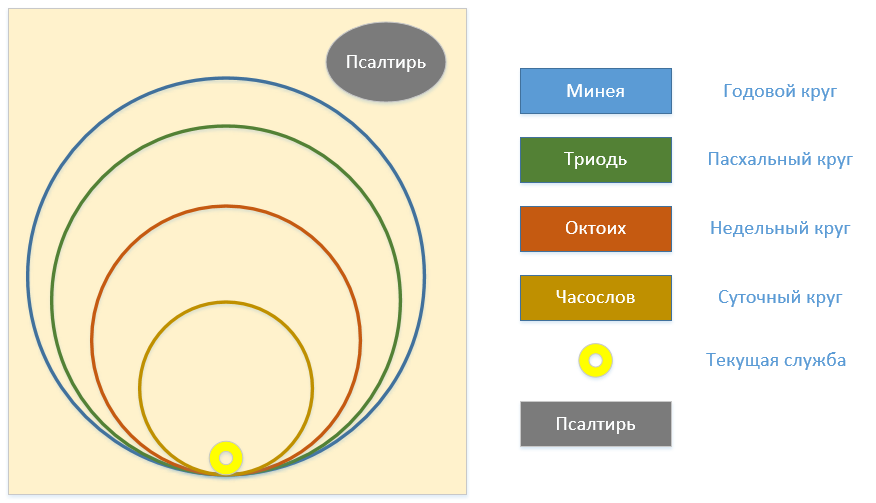 Псалтирь
Минея
Годовой круг
Триодь
Пасхальный круг
Октоих
Недельный круг
Часослов
Суточный круг
Текущая служба
Псалтирь